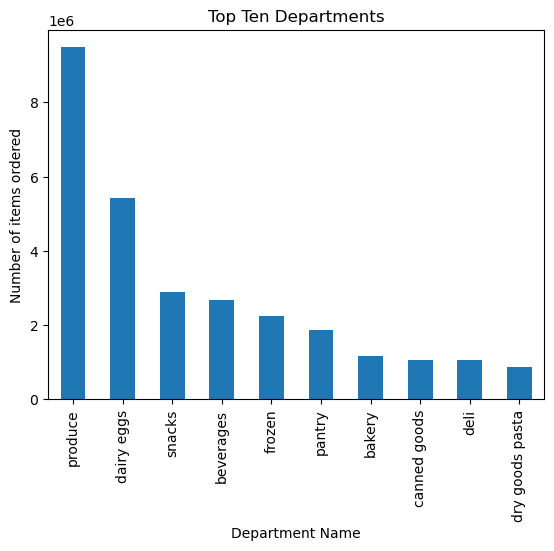 Top Ten Departments
1e6
8
6
4
2
0
Number of items ordered
produce
dairy eggs
snacks
beverages
frozen
pantry
bakery
canned goods
deli
dry goods pasta
Department Name